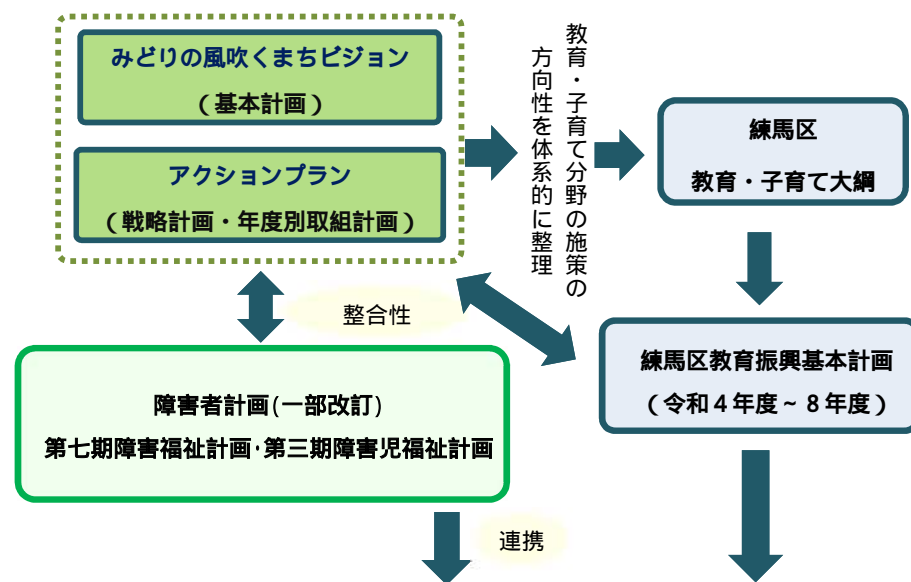 みどりの風吹くまちビジョン
（基本計画）
アクションプラン
（戦略計画・年度別取組計画）
教育・子育て分野の施策の
方向性を体系的に整理
練馬区
教育・子育て大綱
整合性
障害者計画(一部改訂)
第七期障害福祉計画・第三期障害児福祉計画
練馬区教育振興基本計画
（令和４年度～８年度）
連携